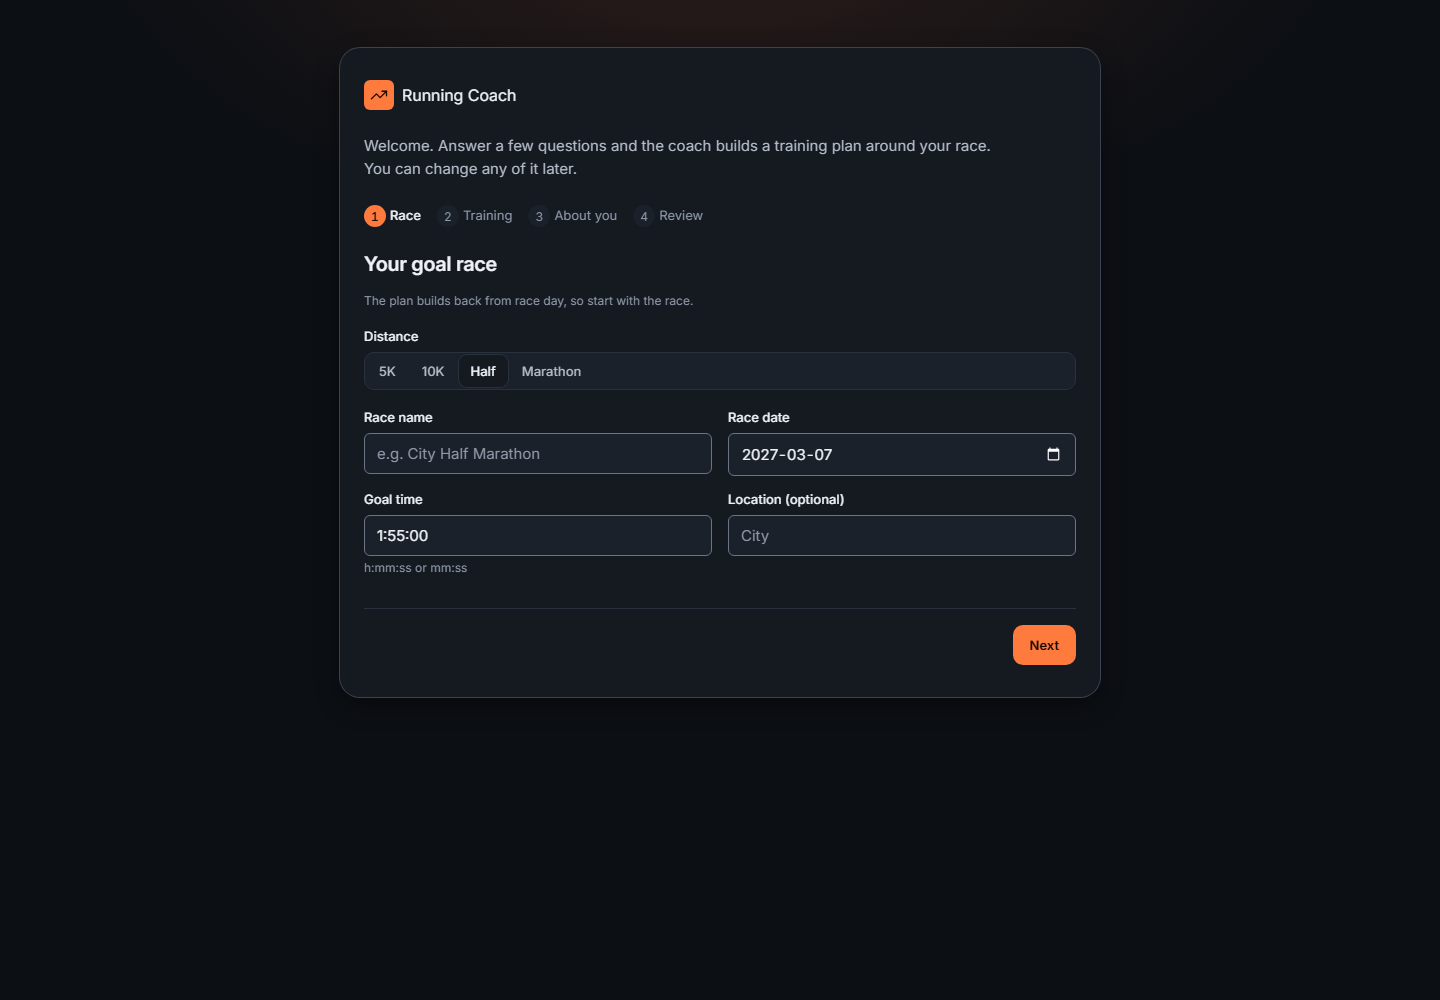 Running Coach
Welcome. Answer a few questions and the coach builds a training plan around your race.
You can change any of it later.
1 Race 2 Training 3 About you 4 Review
Your goal race
The plan builds back from race day, so start with the race.
Distance
5K 10K Half Marathon
Race name Race date
e.g. City Half Marathon 2027-03-07
Goal time Location (optional)
1:55:00 City
h:mm:ss or mm:ss
Next